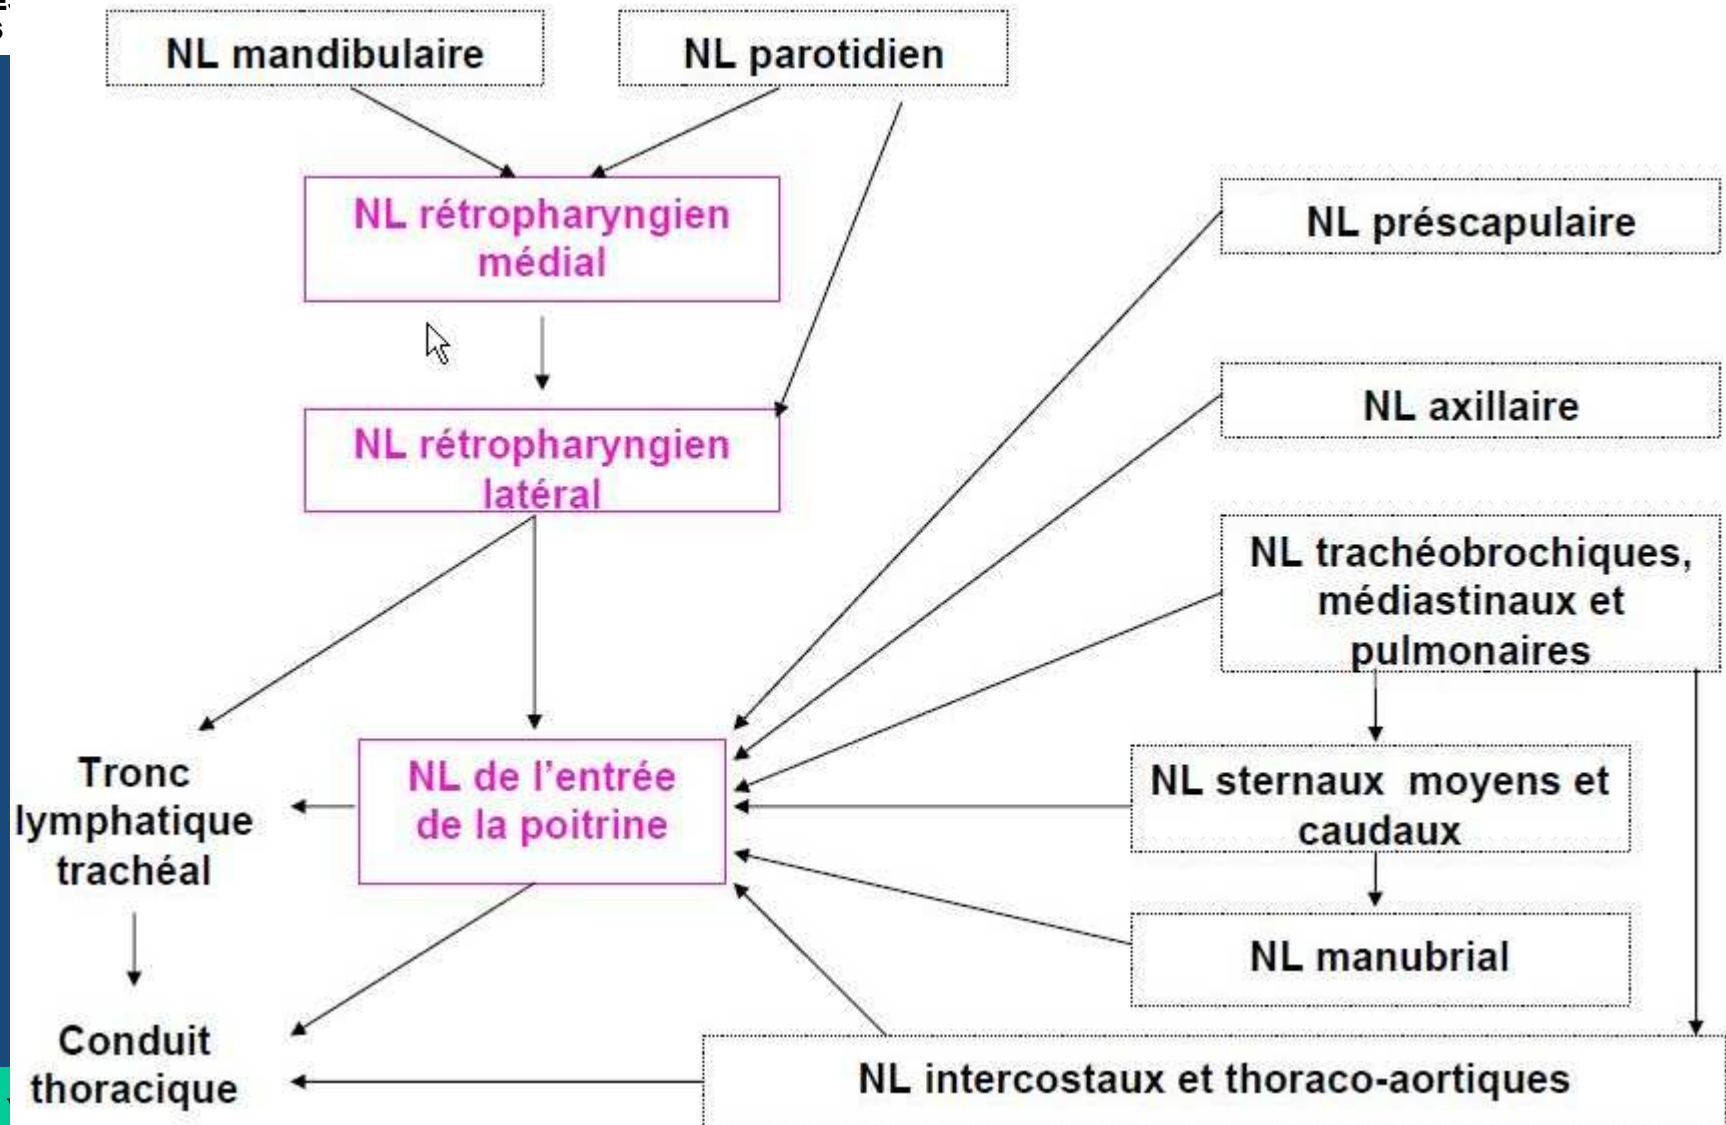 NL mandibulaire
NL parotidien
NL rétropharyngien
médial
NL préscapulaire
NL rétropharyngien
latéral
NL axillaire
NL trachéobrochiques,
médiastinaux et
pulmonaires
Tronc
lymphatique
trachéal
NL de l’entrée
de la poitrine
NL sternaux moyens et
caudaux
NL manubrial
Conduit
thoracique
NL intercostaux et thoraco-aortiques